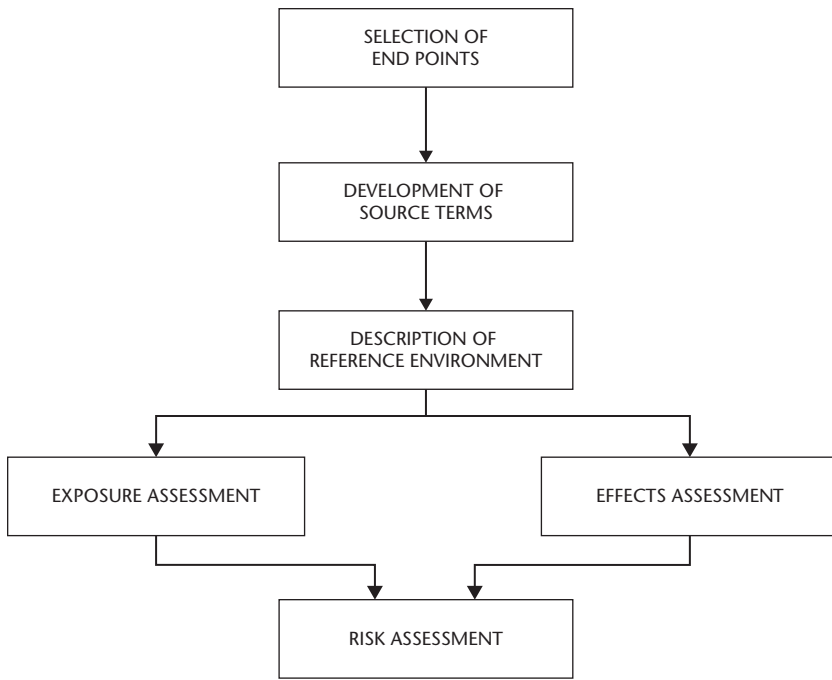 SELECTION OF
END POINTS
DEVELOPMENT OF
SOURCE TERMS
DESCRIPTION OF
REFERENCE ENVIRONMENT
EXPOSURE ASSESSMENT
EFFECTS ASSESSMENT
RISK ASSESSMENT